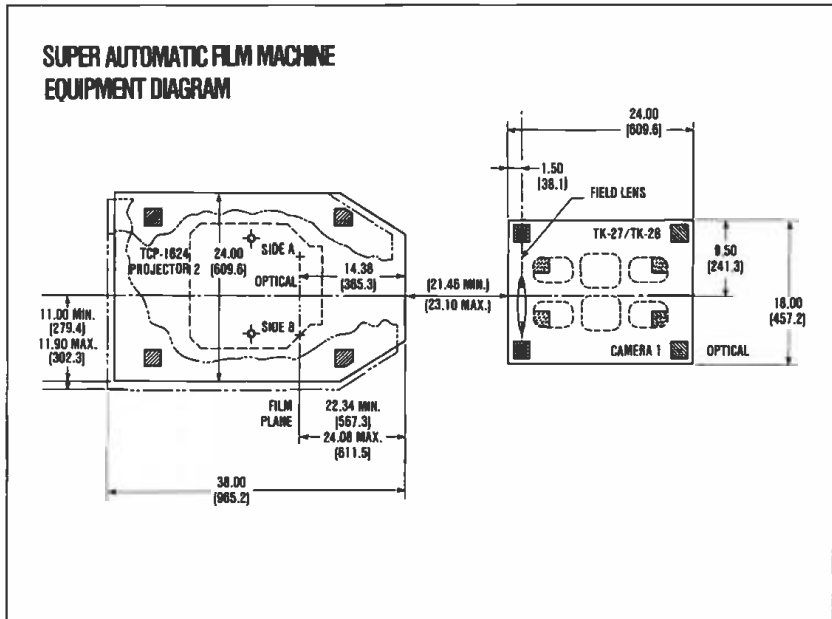 SUPER AUTOMATIC FILM MACHINE
EQUIPMENT DIAGRAM
24.00
(609.6)
1.50
(38.1)
FIELD LENS
TCP-1624
PROJECTOR 2
24.00
(609.6)
SIDE A
OPTICAL
14.38
(365.3)
SIDE B
11.00 MIN.
(279.4)
11.90 MAX.
(302.3)
(21.46 MIN.)
(23.10 MAX.)
TK-27/TK-28
9.50
(241.3)
18.00
(457.2)
CAMERA 1
OPTICAL
FILM
PLANE
22.34 MIN.
(567.3)
24.08 MAX.
(611.5)
38.00
(965.2)